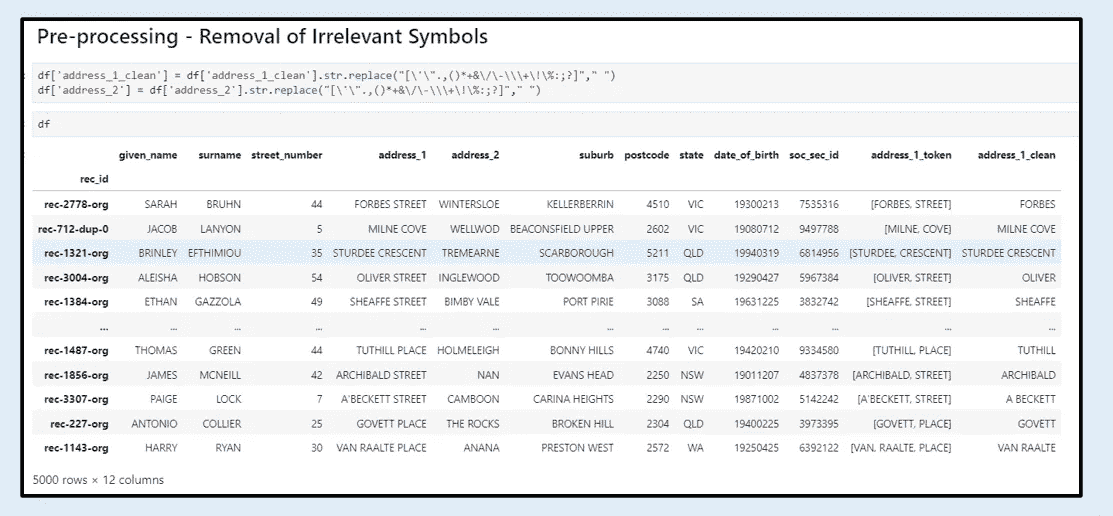 Pre-processing - Removal of Irrelevant Symbols
df['address_1_clean'] = df['address_1_clean'].str.replace("[\'\".,()*+&\/\-\\\+\!\%:;?]"," ")
df['address_2'] = df['address_2'].str.replace("[\'\".,()*+&\/\-\\\+\!\%:;?]"," ")
df
given_name surname street_number address_1 address_2 suburb postcode state date_of_birth soc_sec_id address_1_token address_1_clean
rec_id
rec-2778-org SARAH BRUHN 44 FORBES STREET WINTERSLOE KELLERBERRIN 4510 VIC 19300213 7535316 [FORBES, STREET] FORBES
rec-712-dup-0 JACOB LANYON 5 MILNE COVE WELLWOD BEACONSFIELD UPPER 2602 VIC 19080712 9497788 [MILNE, COVE] MILNE COVE
rec-1321-org BRINLEY EFTHIMIOU 35 STURDEE CRESCENT TREMEARNE SCARBOROUGH 5211 QLD 19940319 6814956 [STURDEE, CRESCENT] STURDEE CRESCENT
rec-3004-org ALEISHA HOBSON 54 OLIVER STREET INGLEWOOD TOOWOOMBA 3175 QLD 19290427 5967384 [OLIVER, STREET] OLIVER
rec-1384-org ETHAN GAZZOLA 49 SHEAFFE STREET BIMBY VALE PORT PIRIE 3088 SA 19631225 3832742 [SHEAFFE, STREET] SHEAFFE
... ... ... ... ... ... ... ... ... ... ... ... ...
rec-1487-org THOMAS GREEN 44 TUTHILL PLACE HOLMELEIGH BONNY HILLS 4740 VIC 19420210 9334580 [TUTHILL, PLACE] TUTHILL
rec-1856-org JAMES MCNEILL 42 ARCHIBALD STREET NAN EVANS HEAD 2250 NSW 19011207 4837378 [ARCHIBALD, STREET] ARCHIBALD
rec-3307-org PAIGE LOCK 7 A'BECKETT STREET CAMBOON CARINA HEIGHTS 2290 NSW 19871002 5142242 [A'BECKETT, STREET] A BECKETT
rec-227-org ANTONIO COLLIER 25 GOVETT PLACE THE ROCKS BROKEN HILL 2304 QLD 19400225 3973395 [GOVETT, PLACE] GOVETT
rec-1143-org HARRY RYAN 30 VAN RAALTE PLACE ANANA PRESTON WEST 2572 WA 19250425 6392122 [VAN, RAALTE, PLACE] VAN RAALTE
5000 rows × 12 columns